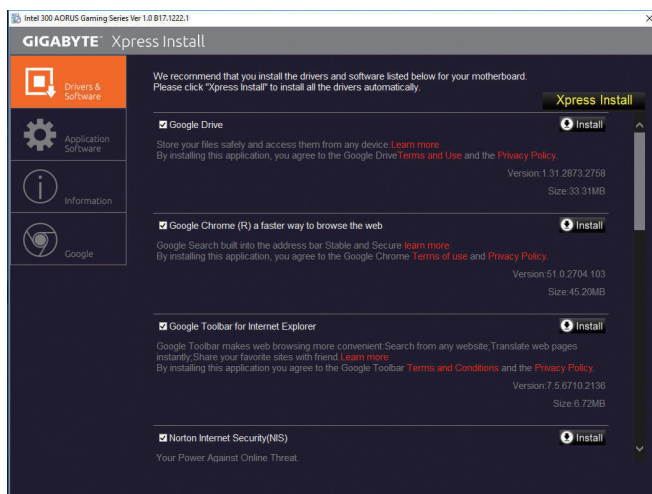 Intel 300 AORUS Gaming Series Ver 1.0 B17.1222.1
GIGABYTE™ Xpress Install
Drivers &
Software
Application
Software
Information
Google
We recommend that you install the drivers and software listed below for your motherboard.
Please click "Xpress Install" to install all the drivers automatically.
Xpress Install
Google Drive
Install
Store your files safely and access them from any device.Learn more
By installing this application, you agree to the Google DriveTerms and Use and the Privacy Policy.
Version:1.31.2873.2758
Size:33.31MB
Google Chrome (R) a faster way to browse the web
Install
Google Search built into the address bar Stable and Secure learn more
By installing this application, you agree to the Google Chrome Terms of use and Privacy Policy.
Version:51.0.2704.103
Size:45.20MB
Google Toolbar for Internet Explorer
Install
Google Toolbar makes web browsing more convenient:Search from any website;Translate web pages
instantly;Share your favorite sites with friend.Learn more
By installing this application you agree to the Google Toolbar Terms and Conditions and the Privacy Policy.
Version:7.5.6710.2136
Size:6.72MB
Norton Internet Security(NIS)
Install
Your Power Against Online Threat.